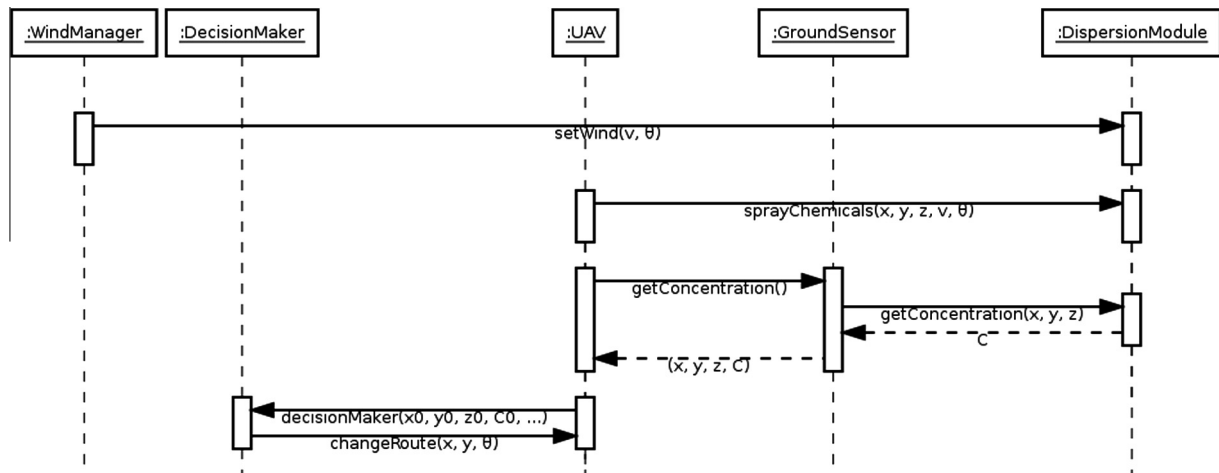 :WindManager
:DecisionMaker
:UAV
:GroundSensor
:DispersionModule
setWind(v, θ)
sprayChemicals(x, y, z, v, θ)
getConcentration()
getConcentration(x, y, z)
C
(x, y, z, C)
decisionMaker(x0, y0, z0, C0, ...)
changeRoute(x, y, θ)